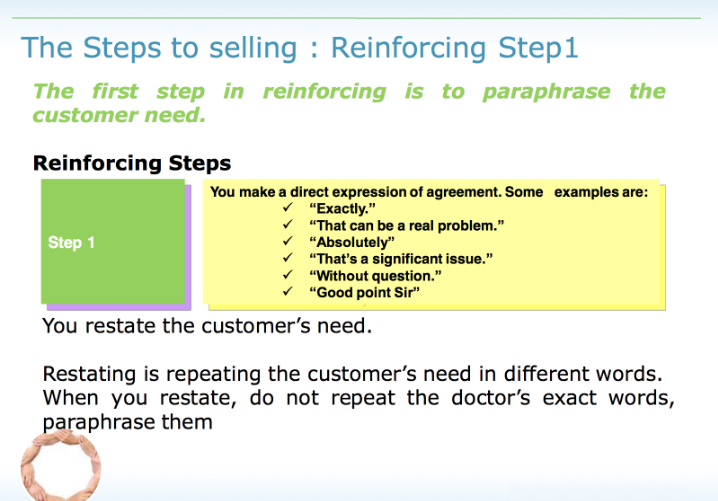 The Steps to selling : Reinforcing Step1
The first step in reinforcing is to paraphrase the
customer need.
Reinforcing Steps
Step 1
You make a direct expression of agreement. Some examples are:
✓ “Exactly.”
✓ “That can be a real problem.”
✓ “Absolutely”
✓ “That’s a significant issue.”
✓ “Without question.”
✓ “Good point Sir”
You restate the customer’s need.
Restating is repeating the customer’s need in different words.
When you restate, do not repeat the doctor’s exact words,
paraphrase them